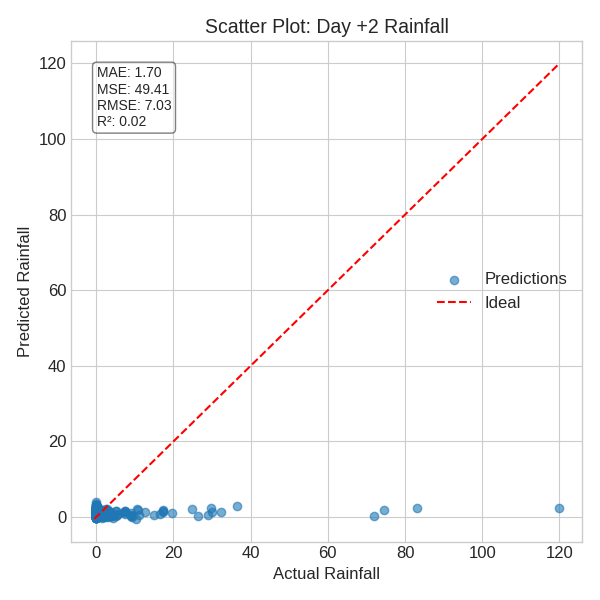 Scatter Plot: Day +2 Rainfall
MAE: 1.70
MSE: 49.41
RMSE: 7.03
R²: 0.02
120
100
80
60
40
20
0
Predicted Rainfall
Predictions
Ideal
0 20 40 60 80 100 120
Actual Rainfall